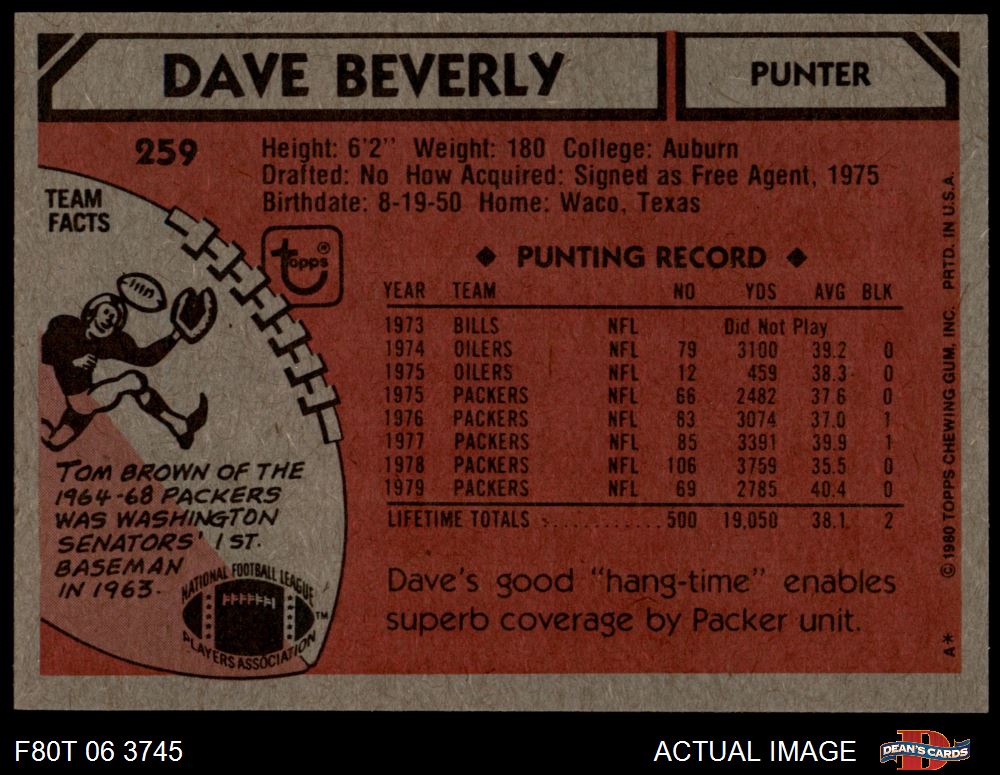 DAVE BEVERLY
PUNTER
259
Height: 6'2" Weight: 180 College: Auburn
Drafted: No How Acquired: Signed as Free Agent, 1975
Birthdate: 8-19-50 Home: Waco, Texas
TEAM
FACTS
topps®
TOM BROWN OF THE
1964-68 PACKERS
WAS WASHINGTON
SENATORS' 1ST.
BASEMAN
IN 1963.
NATIONAL FOOTBALL LEAGUE
PLAYERS ASSOCIATION
TM
◆ PUNTING RECORD ◆
YEAR TEAM NO YDS AVG BLK
1973 BILLS NFL Did Not Play
1974 OILERS NFL 79 3100 39.2 0
1975 OILERS NFL 12 459 38.3 0
1975 PACKERS NFL 66 2482 37.6 0
1976 PACKERS NFL 83 3074 37.0 1
1977 PACKERS NFL 85 3391 39.9 1
1978 PACKERS NFL 106 3759 35.5 0
1979 PACKERS NFL 69 2785 40.4 0
LIFETIME TOTALS ............ 500 19,050 38.1 2
Dave's good "hang-time" enables
superb coverage by Packer unit.
© 1980 TOPPS CHEWING GUM, INC. PRTD. IN U.S.A.
A*
F80T 06 3745
ACTUAL IMAGE
D
DEAN'S CARDS